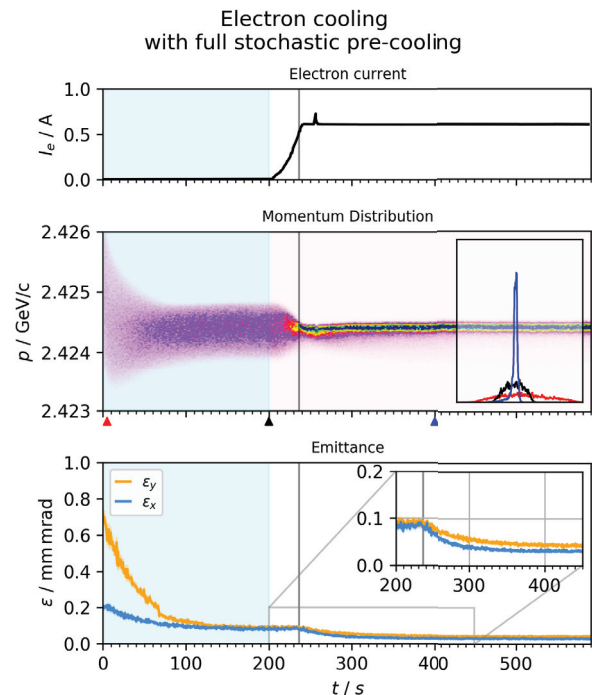 Electron cooling
with full stochastic pre-cooling
Electron current
1.0
0.5
0.0
I_e / A
Momentum Distribution
2.426
2.425
2.424
2.423
p / GeV/c
Emittance
1.0
0.8
0.6
0.4
0.2
0.0
ε / mm mrad
ε_y
ε_x
0.2
0.1
0.0
200 300 400
0 100 200 300 400 500
t / s